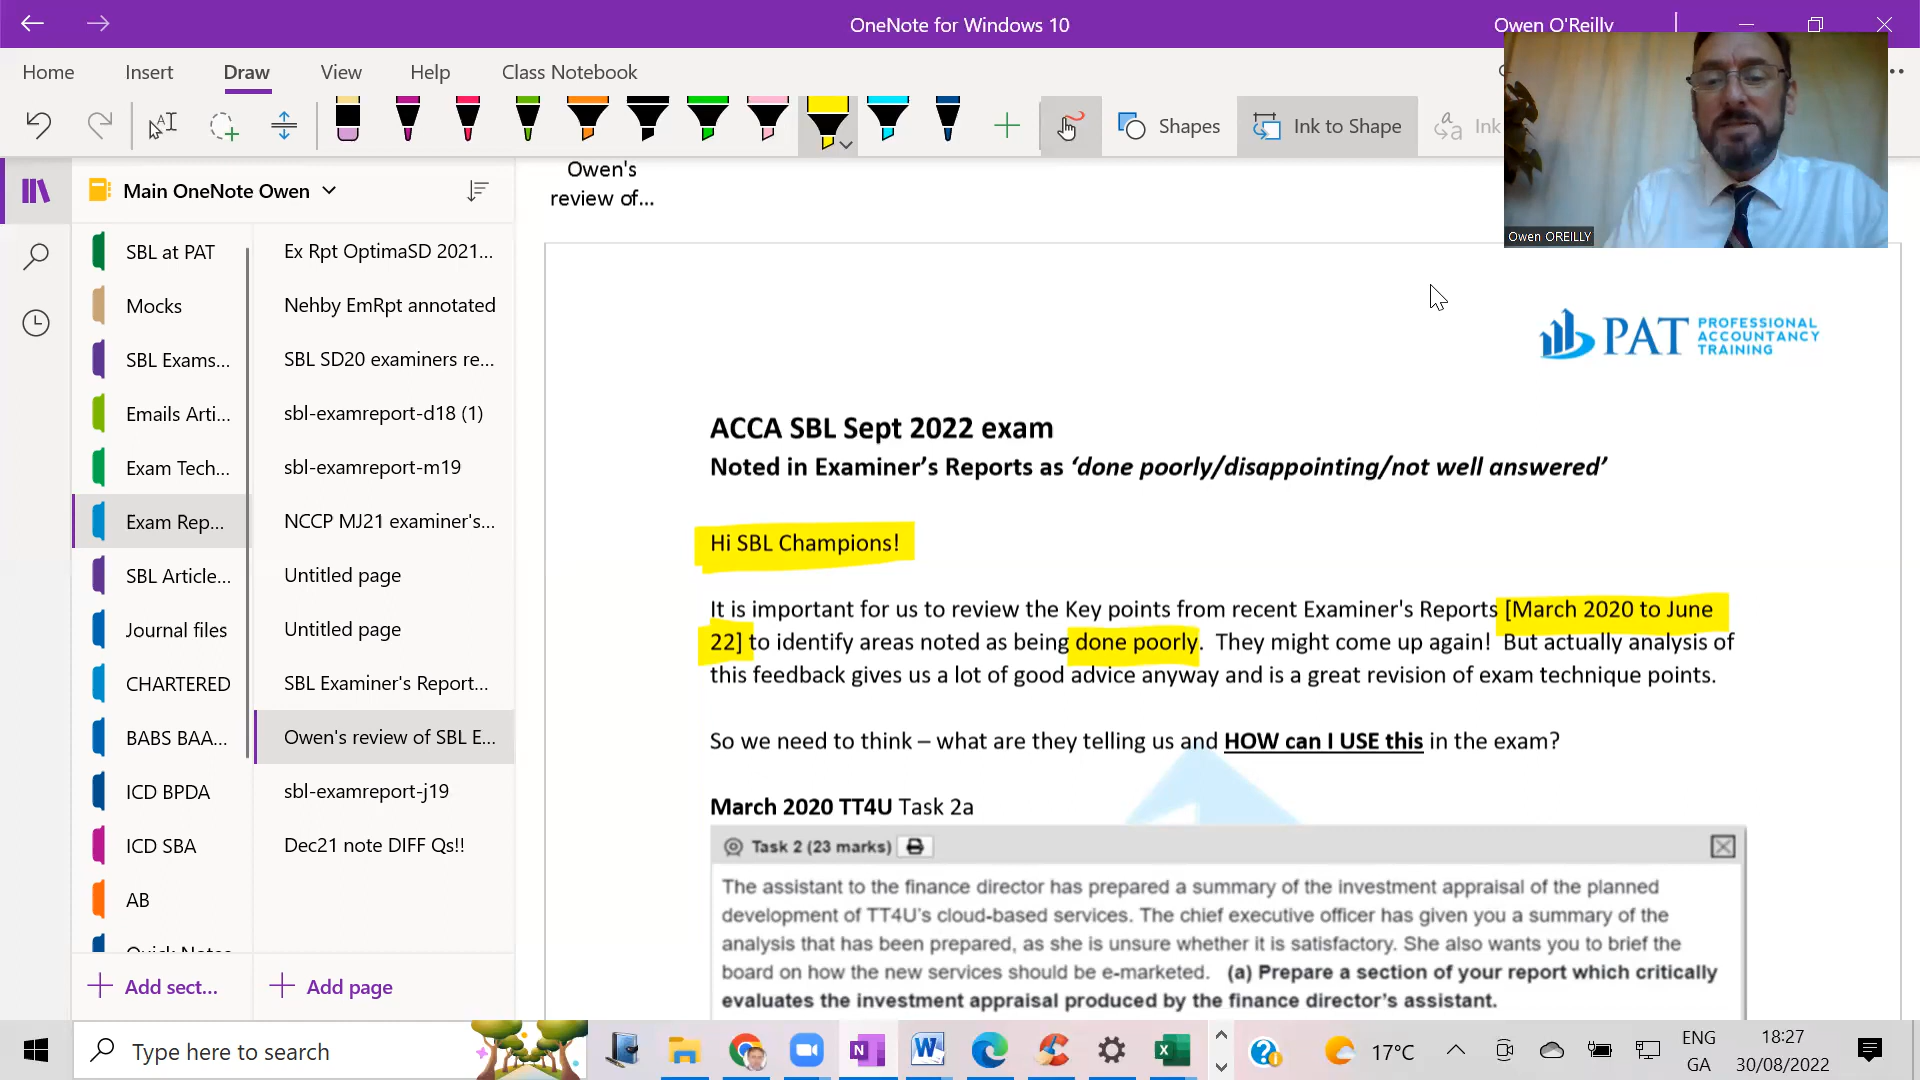 OneNote for Windows 10
Owen O'Reilly
Home
Insert
Draw
View
Help
Class Notebook
Shapes
Ink to Shape
Ink
Main OneNote Owen
Owen's
review of...
Owen OREILLY
SBL at PAT
Mocks
SBL Exams...
Emails Arti...
Exam Tech...
Exam Rep...
SBL Article...
Journal files
CHARTERED
BABS BAA...
ICD BPDA
ICD SBA
AB
Quick Notes
Add sect...
Ex Rpt OptimaSD 2021...
Nehby EmRpt annotated
SBL SD20 examiners re...
sbl-examreport-d18 (1)
sbl-examreport-m19
NCCP MJ21 examiner's...
Untitled page
Untitled page
SBL Examiner's Report...
Owen's review of SBL E...
sbl-examreport-j19
Dec21 note DIFF Qs!!
Add page
PAT PROFESSIONAL
ACCOUNTANCY
TRAINING
ACCA SBL Sept 2022 exam
Noted in Examiner’s Reports as ‘done poorly/disappointing/not well answered’
Hi SBL Champions!
It is important for us to review the Key points from recent Examiner's Reports [March 2020 to June
22] to identify areas noted as being done poorly. They might come up again! But actually analysis of
this feedback gives us a lot of good advice anyway and is a great revision of exam technique points.
So we need to think – what are they telling us and HOW can I USE this in the exam?
March 2020 TT4U Task 2a
Task 2 (23 marks)
The assistant to the finance director has prepared a summary of the investment appraisal of the planned
development of TT4U's cloud-based services. The chief executive officer has given you a summary of the
analysis that has been prepared, as she is unsure whether it is satisfactory. She also wants you to brief the
board on how the new services should be e-marketed. (a) Prepare a section of your report which critically
evaluates the investment appraisal produced by the finance director's assistant.
Type here to search
17°C
ENG
GA
18:27
30/08/2022